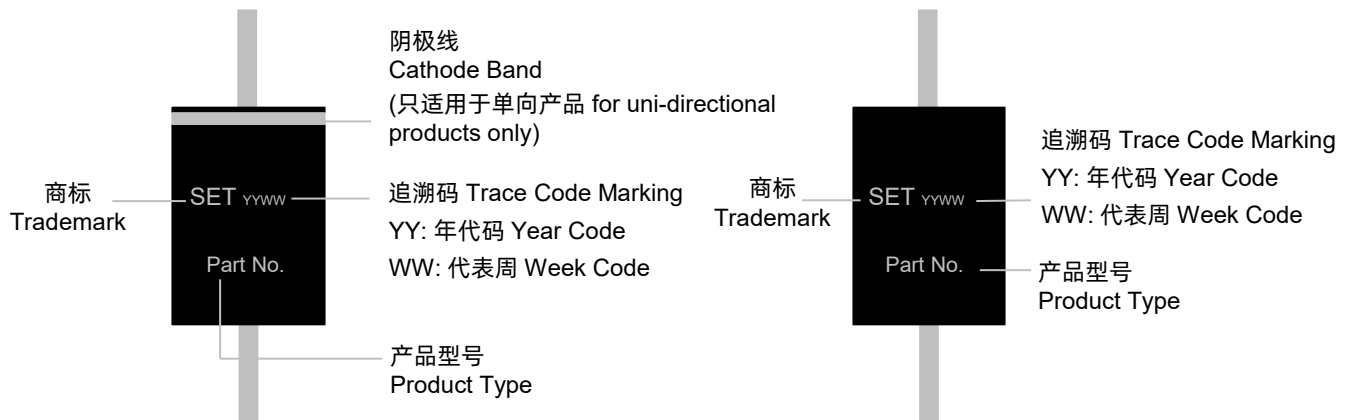 阴极线
Cathode Band
(只适用于单向产品 for uni-directional
products only)
商标
Trademark
SET YYWW
Part No.
追溯码 Trace Code Marking
YY: 年代码 Year Code
WW: 代表周 Week Code
产品型号
Product Type
商标
Trademark
SET YYWW
Part No.
追溯码 Trace Code Marking
YY: 年代码 Year Code
WW: 代表周 Week Code
产品型号
Product Type